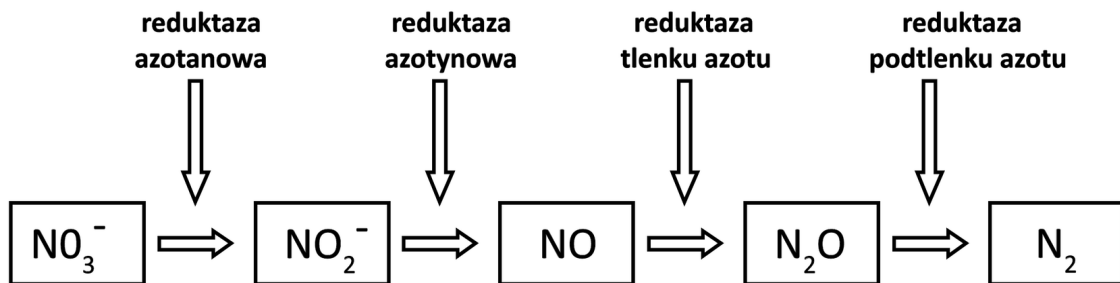 reduktaza
azotanowa
reduktaza
azotynowa
reduktaza
tlenku azotu
reduktaza
podtlenku azotu
N0₃⁻
NO₂⁻
NO
N₂O
N₂